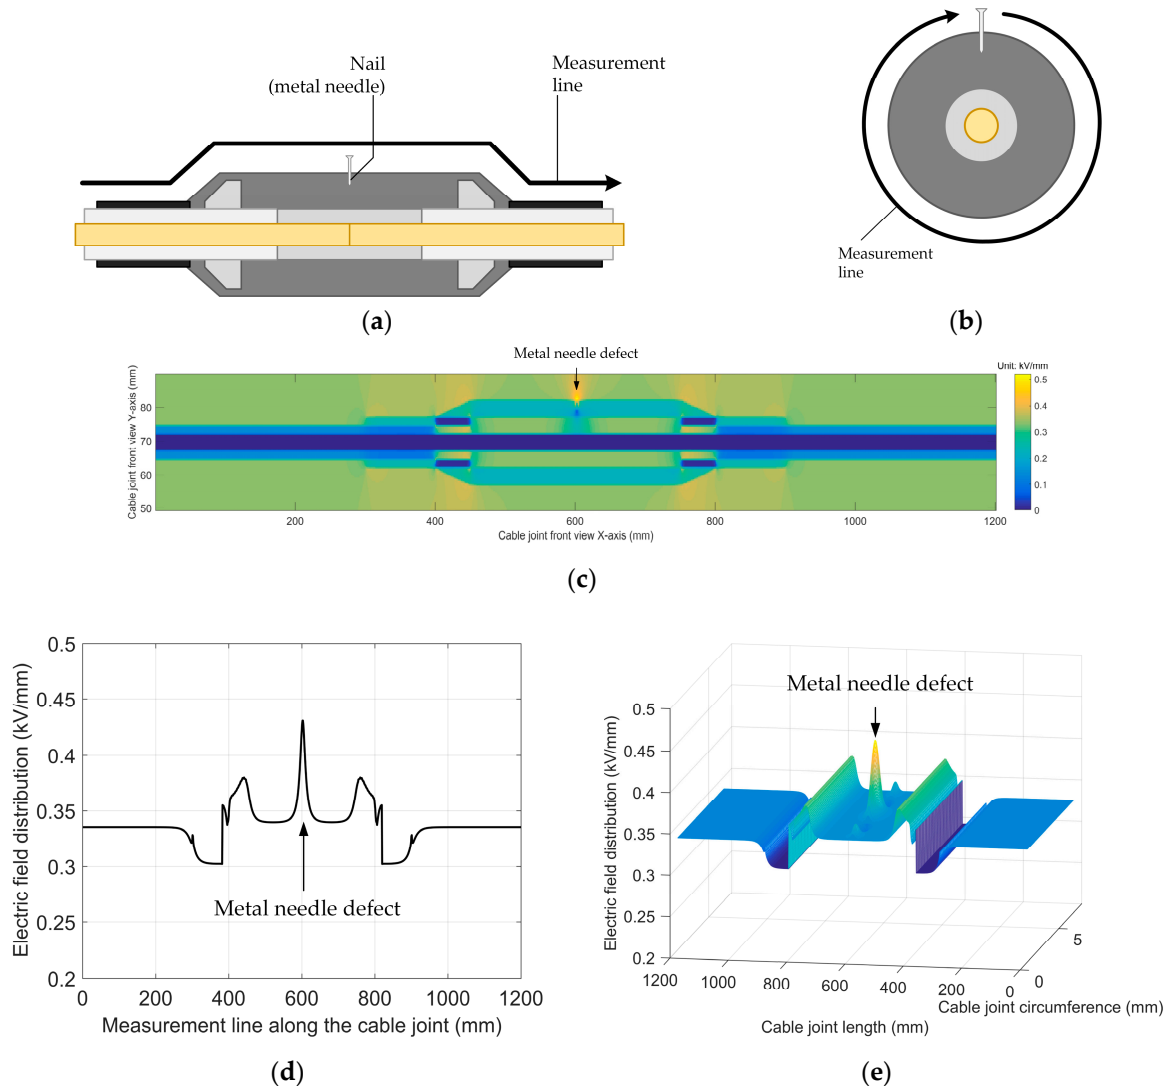 Nail
(metal needle)
Measurement
line
(a)
Measurement
line
(b)
Metal needle defect
Unit: kV/mm
Cable joint front view Y-axis (mm)
80
70
60
50
200
400
600
800
1000
1200
Cable joint front view X-axis (mm)
0.5
0.4
0.3
0.2
0.1
0
(c)
Electric field distribution (kV/mm)
0.5
0.45
0.4
0.35
0.3
0.25
0.2
Metal needle defect
0
200
400
600
800
1000
1200
Measurement line along the cable joint (mm)
(d)
Metal needle defect
Electric field distribution (kV/mm)
0.5
0.45
0.4
0.35
0.3
0.25
0.2
1200
1000
800
600
400
200
0
0
5
Cable joint circumference (mm)
Cable joint length (mm)
(e)